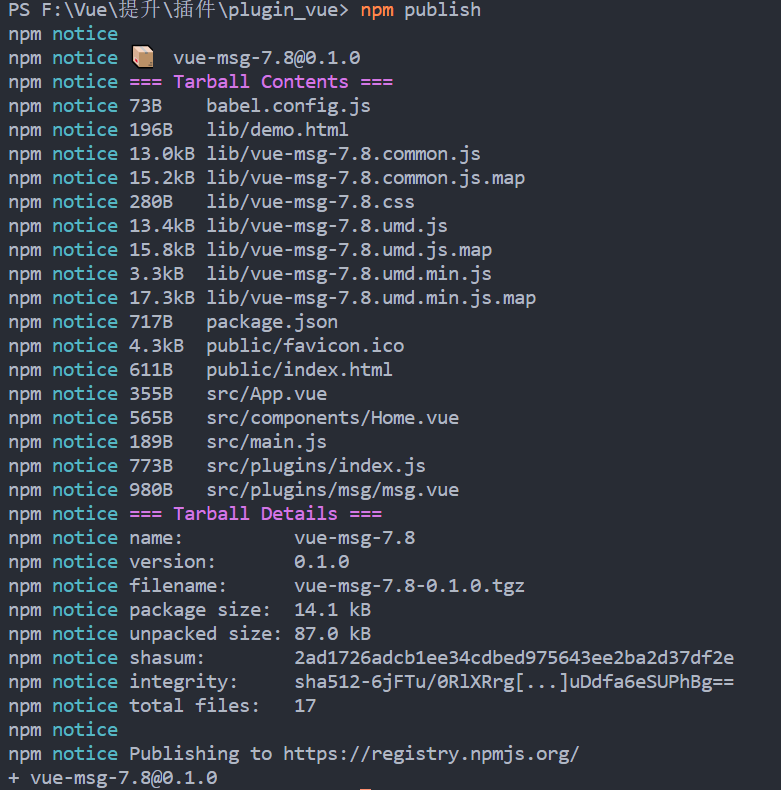 PS F:\Vue\提升\插件\plugin_vue> npm publish
npm notice
npm notice 📦  vue-msg-7.8@0.1.0
npm notice === Tarball Contents ===
npm notice 73B    babel.config.js
npm notice 196B   lib/demo.html
npm notice 13.0kB lib/vue-msg-7.8.common.js
npm notice 15.2kB lib/vue-msg-7.8.common.js.map
npm notice 280B   lib/vue-msg-7.8.css
npm notice 13.4kB lib/vue-msg-7.8.umd.js
npm notice 15.8kB lib/vue-msg-7.8.umd.js.map
npm notice 3.3kB  lib/vue-msg-7.8.umd.min.js
npm notice 17.3kB lib/vue-msg-7.8.umd.min.js.map
npm notice 717B   package.json
npm notice 4.3kB  public/favicon.ico
npm notice 611B   public/index.html
npm notice 355B   src/App.vue
npm notice 565B   src/components/Home.vue
npm notice 189B   src/main.js
npm notice 773B   src/plugins/index.js
npm notice 980B   src/plugins/msg/msg.vue
npm notice === Tarball Details ===
npm notice name:          vue-msg-7.8
npm notice version:       0.1.0
npm notice filename:      vue-msg-7.8-0.1.0.tgz
npm notice package size:  14.1 kB
npm notice unpacked size: 87.0 kB
npm notice shasum:        2ad1726adcb1ee34cdbed975643ee2ba2d37df2e
npm notice integrity:     sha512-6jFTu/0RlXRrg[...]uDdfa6eSUPhBg==
npm notice total files:   17
npm notice
npm notice Publishing to https://registry.npmjs.org/
+ vue-msg-7.8@0.1.0